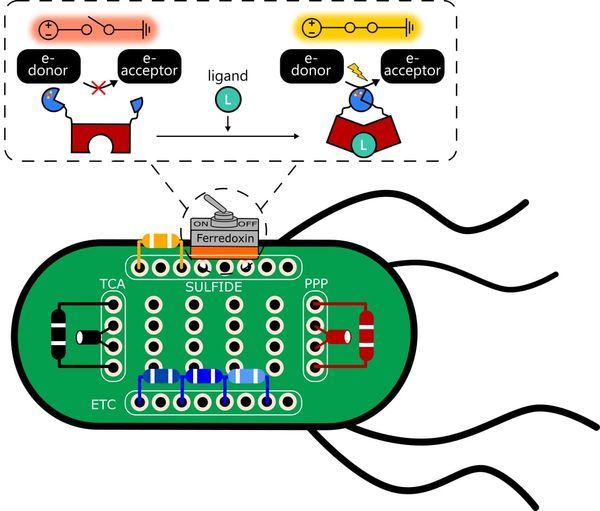 e-
donor
e-
acceptor
ligand
L
e-
donor
e-
acceptor
L
ON OFF
Ferredoxin
TCA
SULFIDE
PPP
ETC